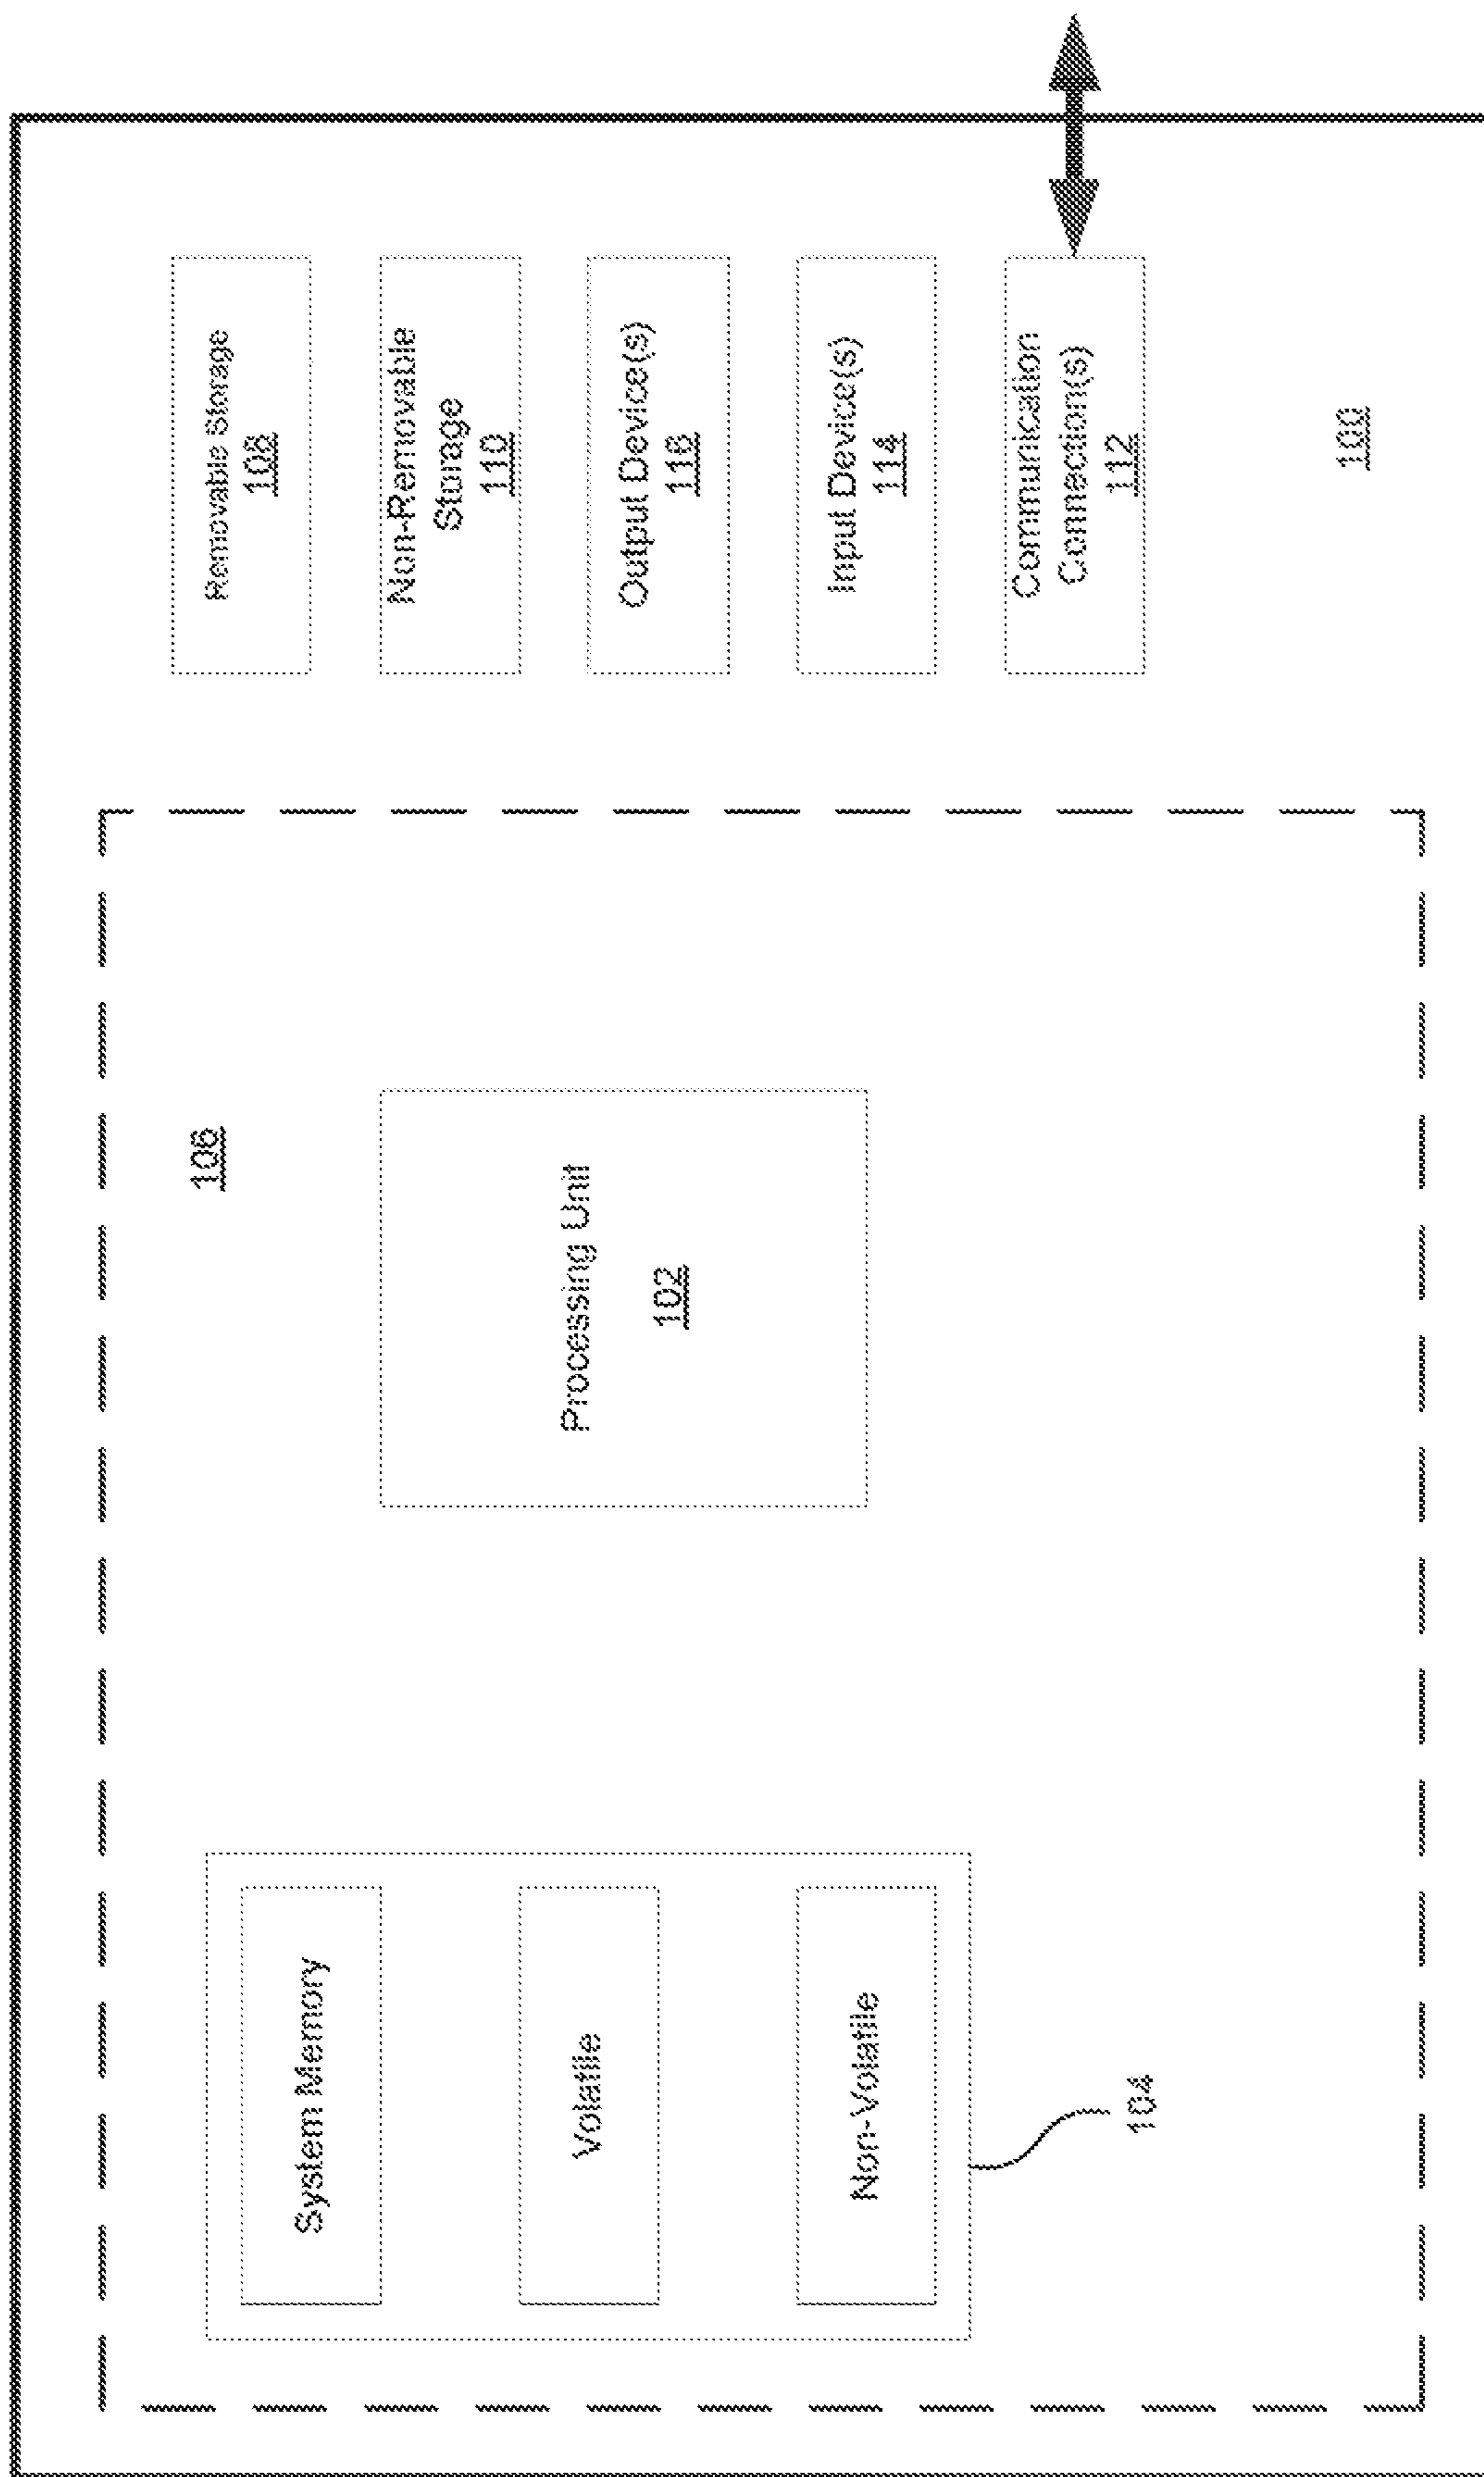 System Memory
Volatile
Non-Volatile
104
106
Processing Unit
102
Removable Storage
108
Non-Removable
Storage
110
Output Device(s)
116
Input Device(s)
114
Communication
Connection(s)
112
100